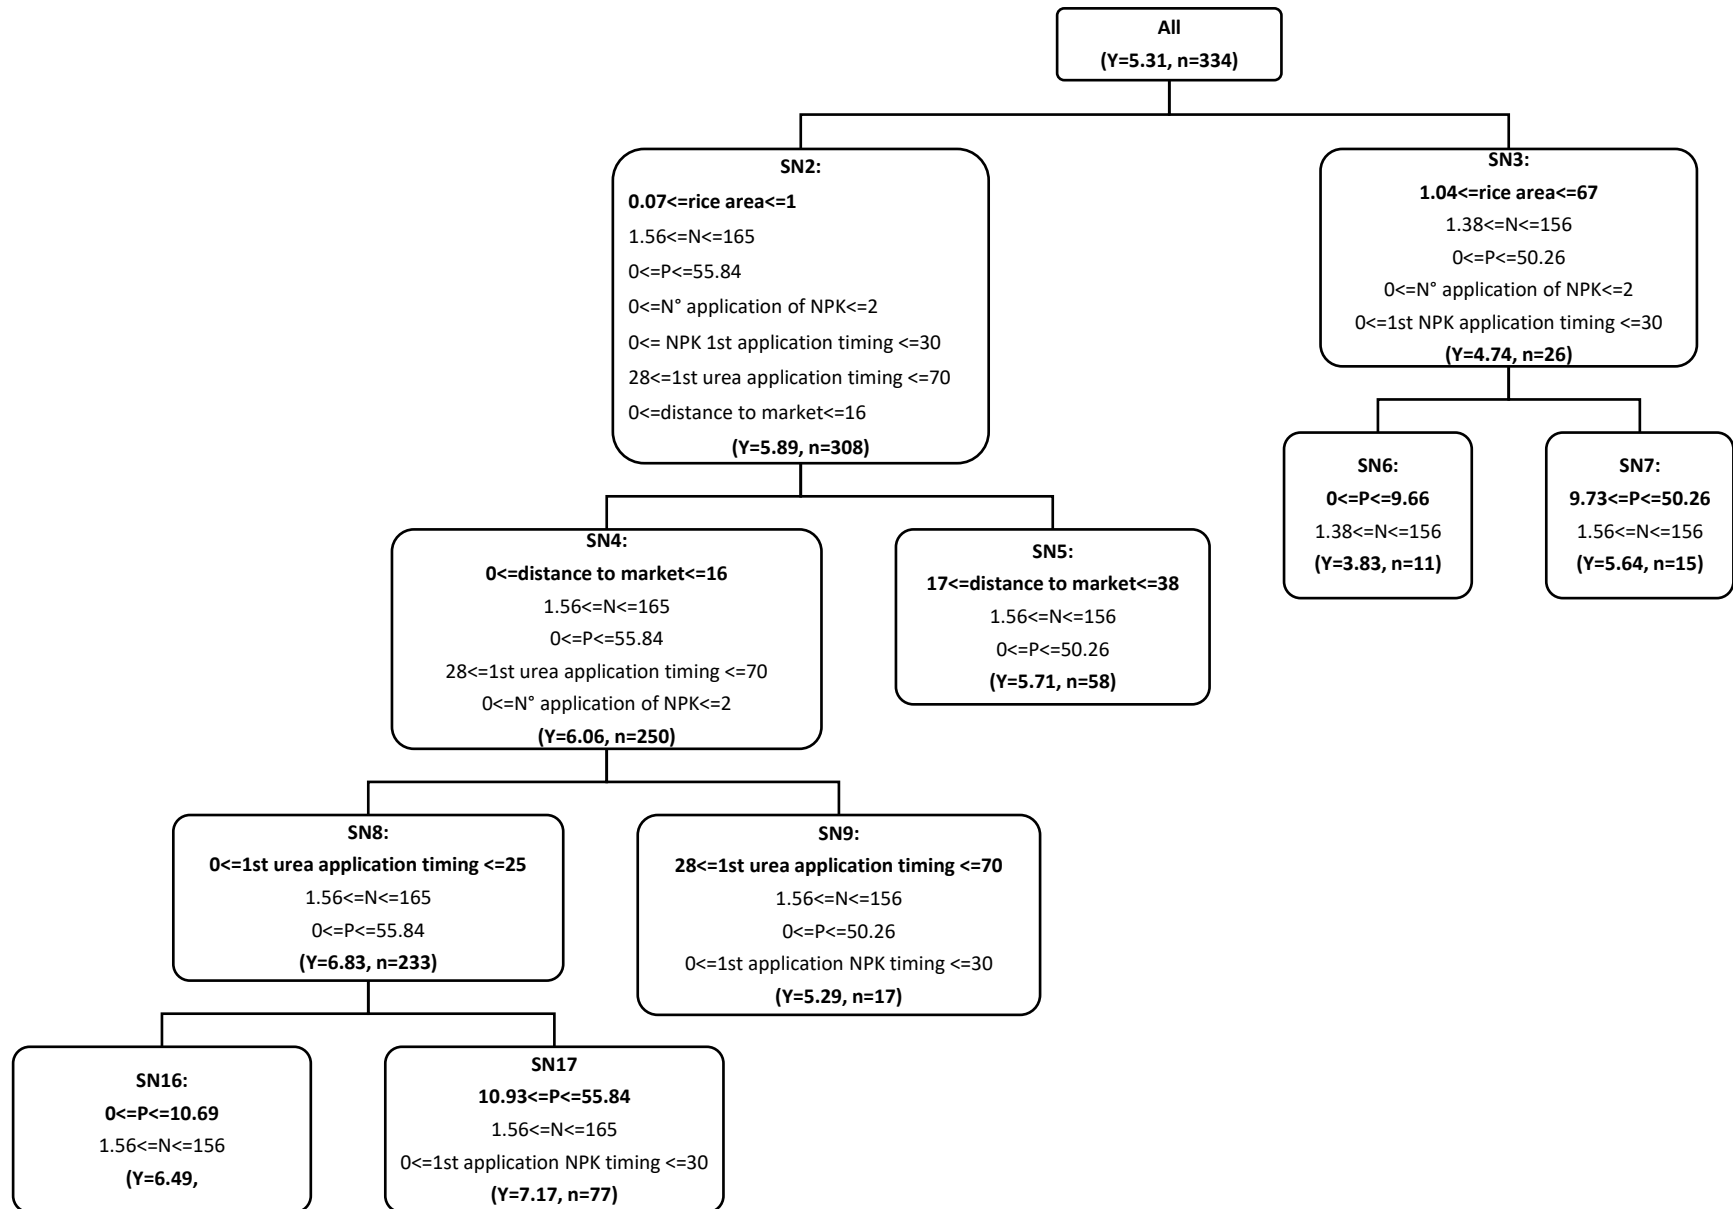 All
(Y=5.31, n=334)
SN2:
0.07<=rice area<=1
1.56<=N<=165
0<=P<=55.84
0<=N° application of NPK<=2
0<= NPK 1st application timing <=30
28<=1st urea application timing <=70
0<=distance to market<=16
(Y=5.89, n=308)
SN3:
1.04<=rice area<=67
1.38<=N<=156
0<=P<=50.26
0<=N° application of NPK<=2
0<=1st NPK application timing <=30
(Y=4.74, n=26)
SN4:
0<=distance to market<=16
1.56<=N<=165
0<=P<=55.84
28<=1st urea application timing <=70
0<=N° application of NPK<=2
(Y=6.06, n=250)
SN5:
17<=distance to market<=38
1.56<=N<=156
0<=P<=50.26
(Y=5.71, n=58)
SN6:
0<=P<=9.66
1.38<=N<=156
(Y=3.83, n=11)
SN7:
9.73<=P<=50.26
1.56<=N<=156
(Y=5.64, n=15)
SN8:
0<=1st urea application timing <=25
1.56<=N<=165
0<=P<=55.84
(Y=6.83, n=233)
SN9:
28<=1st urea application timing <=70
1.56<=N<=156
0<=P<=50.26
0<=1st application NPK timing <=30
(Y=5.29, n=17)
SN16:
0<=P<=10.69
1.56<=N<=156
(Y=6.49,
SN17
10.93<=P<=55.84
1.56<=N<=165
0<=1st application NPK timing <=30
(Y=7.17, n=77)